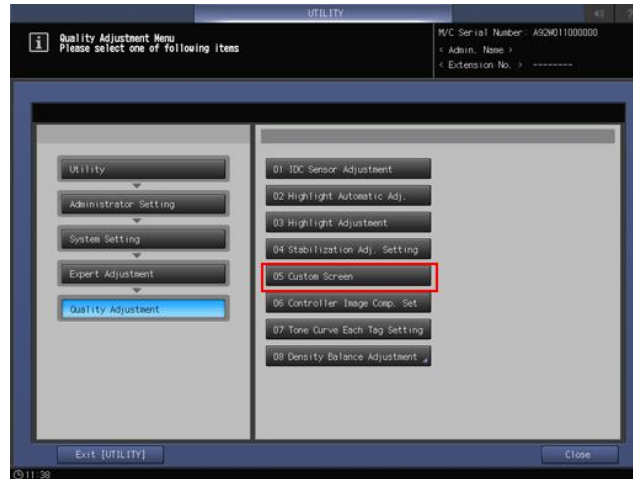 UTILITY
Quality Adjustment Menu
Please select one of following items
M/C Serial Number: A92W011000000
< Admin. Name >
< Extension No. > --------
Utility
Administrator Setting
System Setting
Expert Adjustment
Quality Adjustment
01 IDC Sensor Adjustment
02 Highlight Automatic Adj.
03 Highlight Adjustment
04 Stabilization Adj. Setting
05 Custom Screen
06 Controller Image Comp. Set
07 Tone Curve Each Tag Setting
08 Density Balance Adjustment
Exit [UTILITY]
Close
11:38